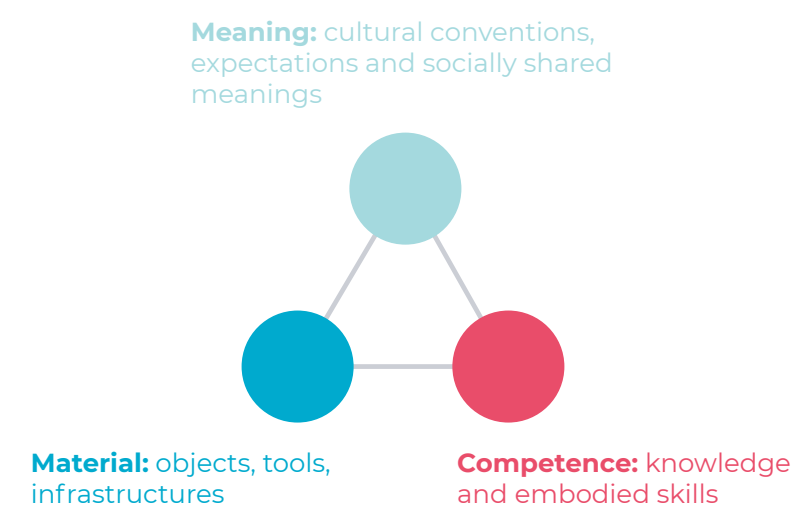 Meaning: cultural conventions,
expectations and socially shared
meanings
Material: objects, tools,
infrastructures
Competence: knowledge
and embodied skills